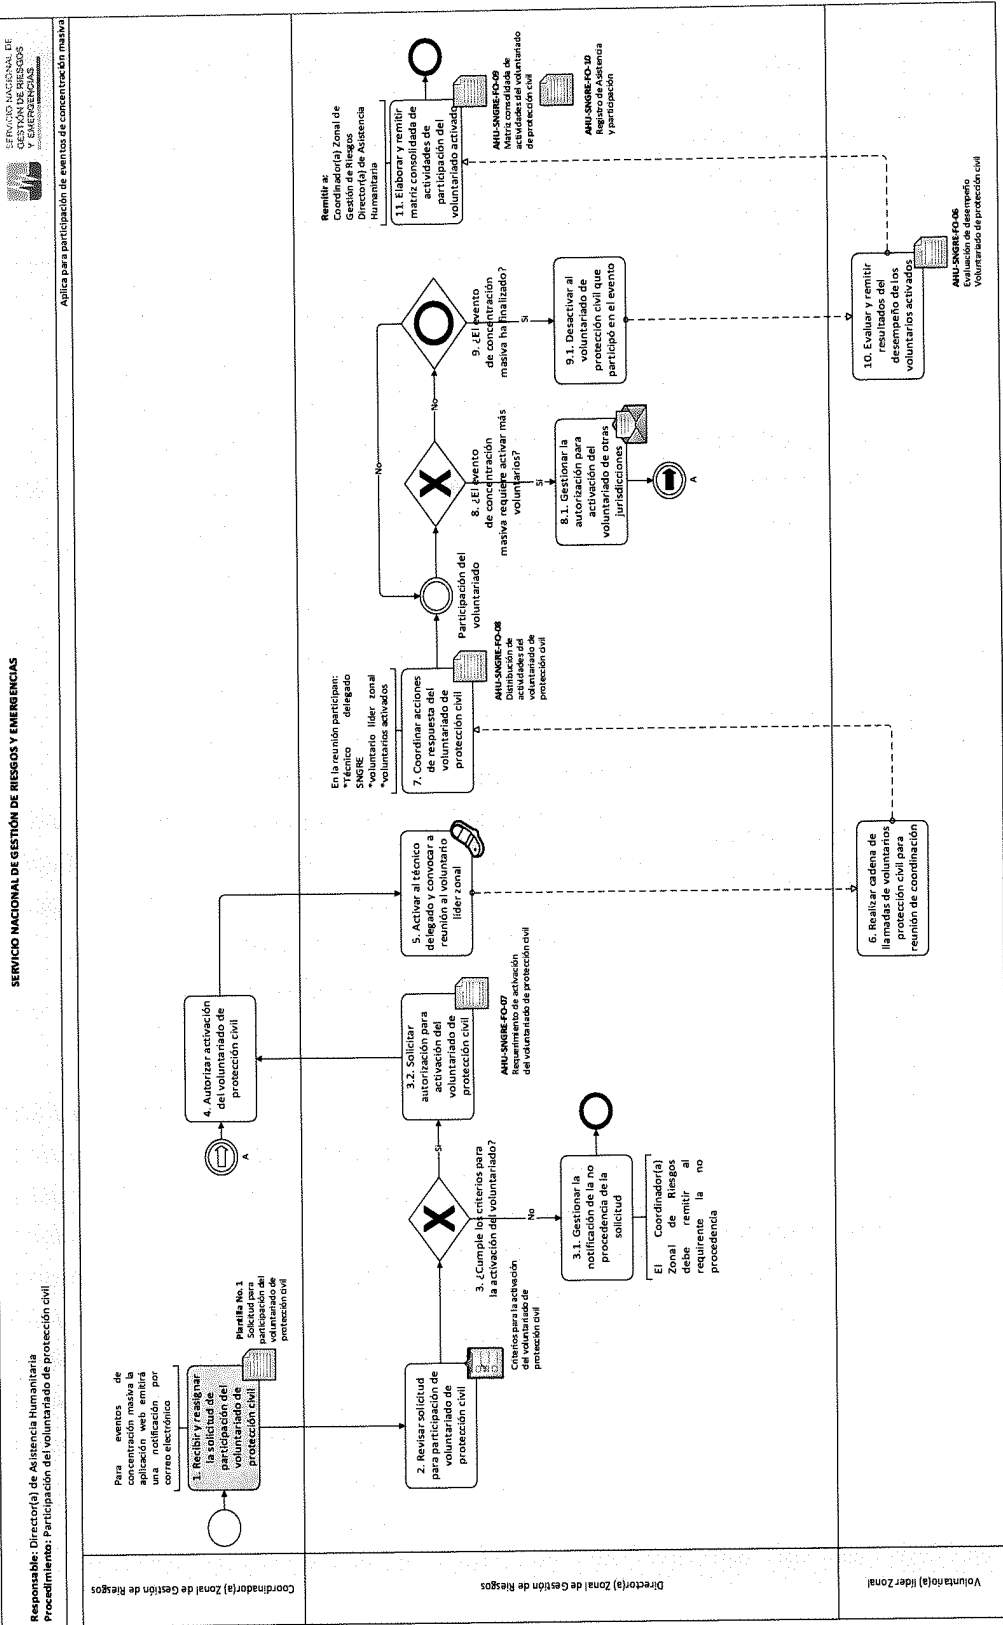 SERVICIO NACIONAL DE GESTIÓN DE RIESGOS Y EMERGENCIAS
SERVICIO NACIONAL DE
GESTIÓN DE RIESGOS
Y EMERGENCIAS
Responsable: Director(a) de Asistencia Humanitaria
Procedimiento: Participación del voluntariado de protección civil
Aplica para participación de eventos de concentración masiva
Coordinador(a) Zonal de Gestión de Riesgos
Para eventos de
concentración masiva la
aplicación web emitirá
una notificación por
correo electrónico
1. Recibir y reasignar
la solicitud de
participación del
voluntariado de
protección civil
Plantilla No. 1
Solicitud para
participación del
voluntariado de
protección civil
A
4. Autorizar activación
del voluntariado de
protección civil
Director(a) Zonal de Gestión de Riesgos
2. Revisar solicitud
para participación de
voluntariado de
protección civil
Criterios para la activación
del voluntariado de
protección civil
3. ¿Cumple los criterios para
la activación del voluntariado?
Si
No
3.1. Gestionar la
notificación de la no
procedencia de la
solicitud
El Coordinador(a)
Zonal de Riesgos
debe remitir al
requirente la no
procedencia
3.2. Solicitar
autorización para
activación del
voluntariado de
protección civil
AHU-SNGRE-FO-07
Requerimiento de activación
del voluntariado de protección civil
5. Activar al técnico
delegado y convocar a
reunión al voluntario
líder zonal
En la reunión participan:
*Técnico delegado
SNGRE
*voluntario líder zonal
*voluntarios activados
7. Coordinar acciones
de respuesta del
voluntariado de
protección civil
AHU-SNGRE-FO-08
Distribución de
actividades del
voluntariado de
protección civil
Participación del
voluntariado
8. ¿El evento
de concentración
masiva requiere activar más
voluntarios?
No
Si
8.1. Gestionar la
autorización para
activación del
voluntariado de otras
jurisdicciones
A
No
9. ¿El evento
de concentración
masiva ha finalizado?
Si
9.1. Desactivar al
voluntariado de
protección civil que
participó en el evento
Remitir a:
Coordinador(a) Zonal de
Gestión de Riesgos
Director(a) de Asistencia
Humanitaria
11. Elaborar y remitir
matriz consolidada de
actividades de
participación del
voluntariado activado
AHU-SNGRE-FO-09
Matriz consolidada de
actividades del voluntariado
de protección civil
AHU-SNGRE-FO-10
Registro de Asistencia
y participación
Voluntario(a) líder Zonal
6. Realizar cadena de
llamadas de voluntarios
protección civil para
reunión de coordinación
10. Evaluar y remitir
resultados del
desempeño de los
voluntarios activados
AHU-SNGRE-FO-06
Evaluación de desempeño
Voluntariado de protección civil